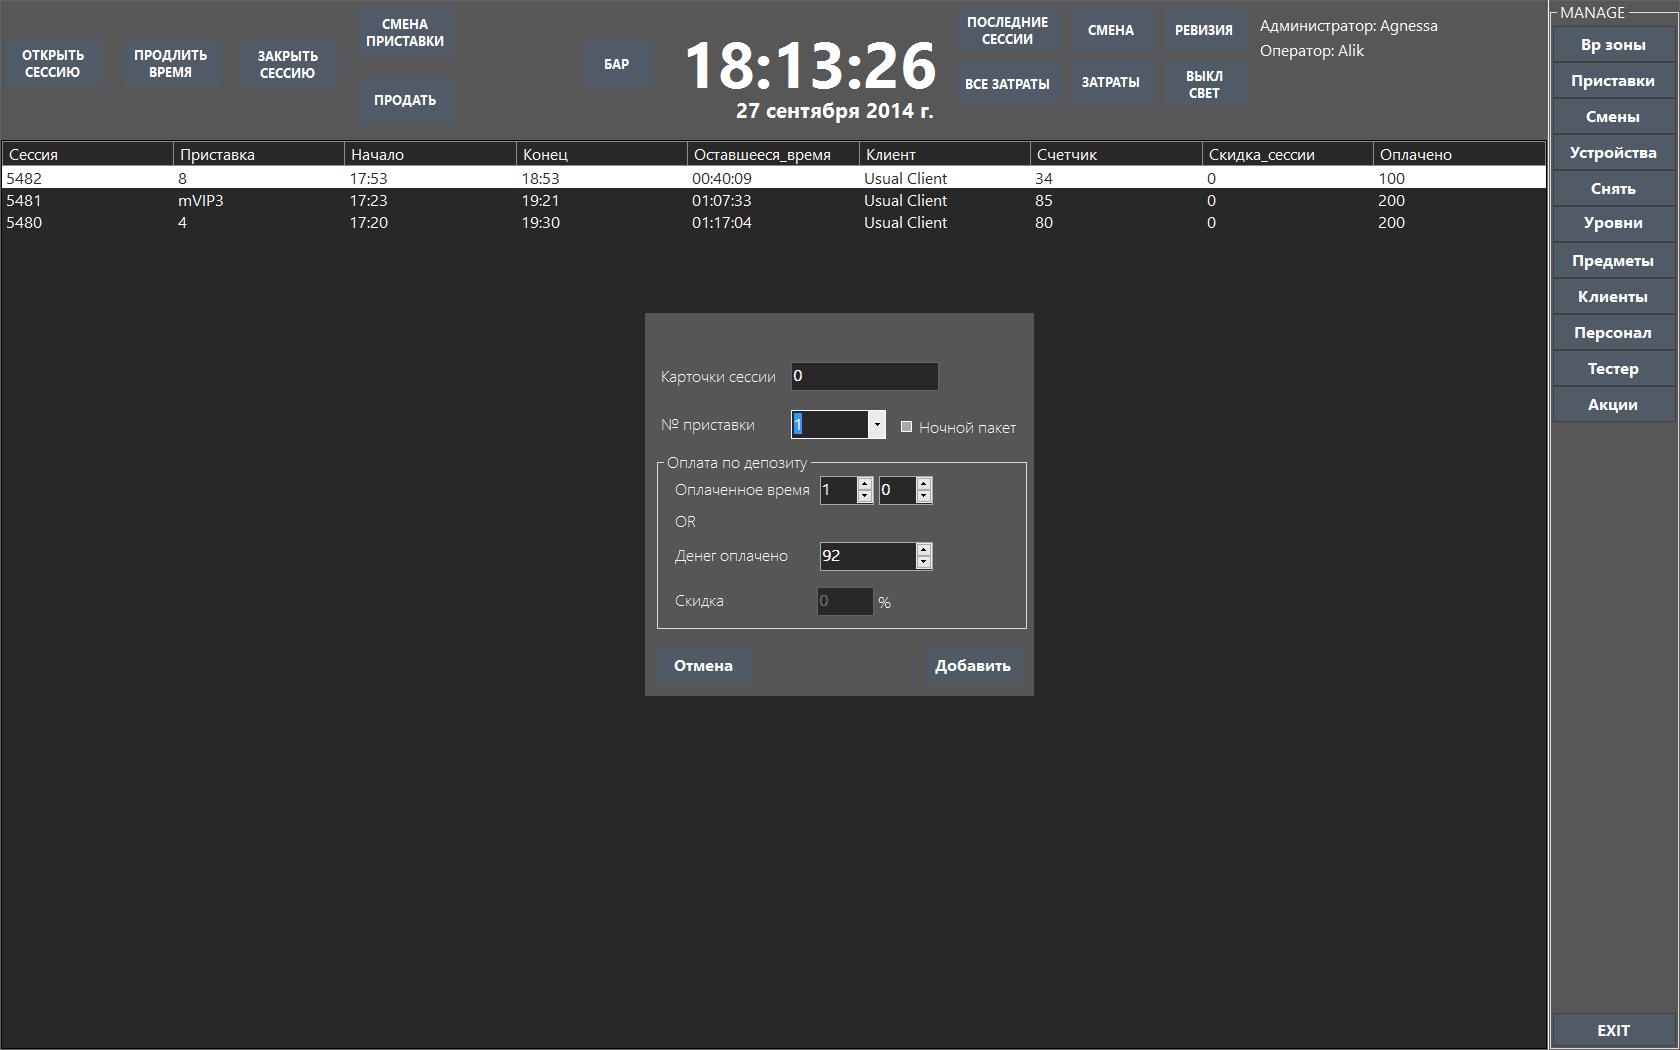 ОТКРЫТЬ
СЕССИЮ
ПРОДЛИТЬ
ВРЕМЯ
ЗАКРЫТЬ
СЕССИЮ
СМЕНА
ПРИСТАВКИ
ПРОДАТЬ
БАР
18:13:26
27 сентября 2014 г.
ПОСЛЕДНИЕ
СЕССИИ
СМЕНА
РЕВИЗИЯ
ВСЕ ЗАТРАТЫ
ЗАТРАТЫ
ВЫКЛ
СВЕТ
Администратор: Agnessa
Оператор: Alik
Сессия Приставка Начало Конец Оставшееся_время Клиент Счетчик Скидка_сессии Оплачено
5482 8 17:53 18:53 00:40:09 Usual Client 34 0 100
5481 mVIP3 17:23 19:21 01:07:33 Usual Client 85 0 200
5480 4 17:20 19:30 01:17:04 Usual Client 80 0 200
Карточки сессии 0
№ приставки 1 Ночной пакет
Оплата по депозиту
Оплаченное время 1 0
OR
Денег оплачено 92
Скидка 0 %
Отмена Добавить
MANAGE
Вр зоны
Приставки
Смены
Устройства
Снять
Уровни
Предметы
Клиенты
Персонал
Тестер
Акции
EXIT